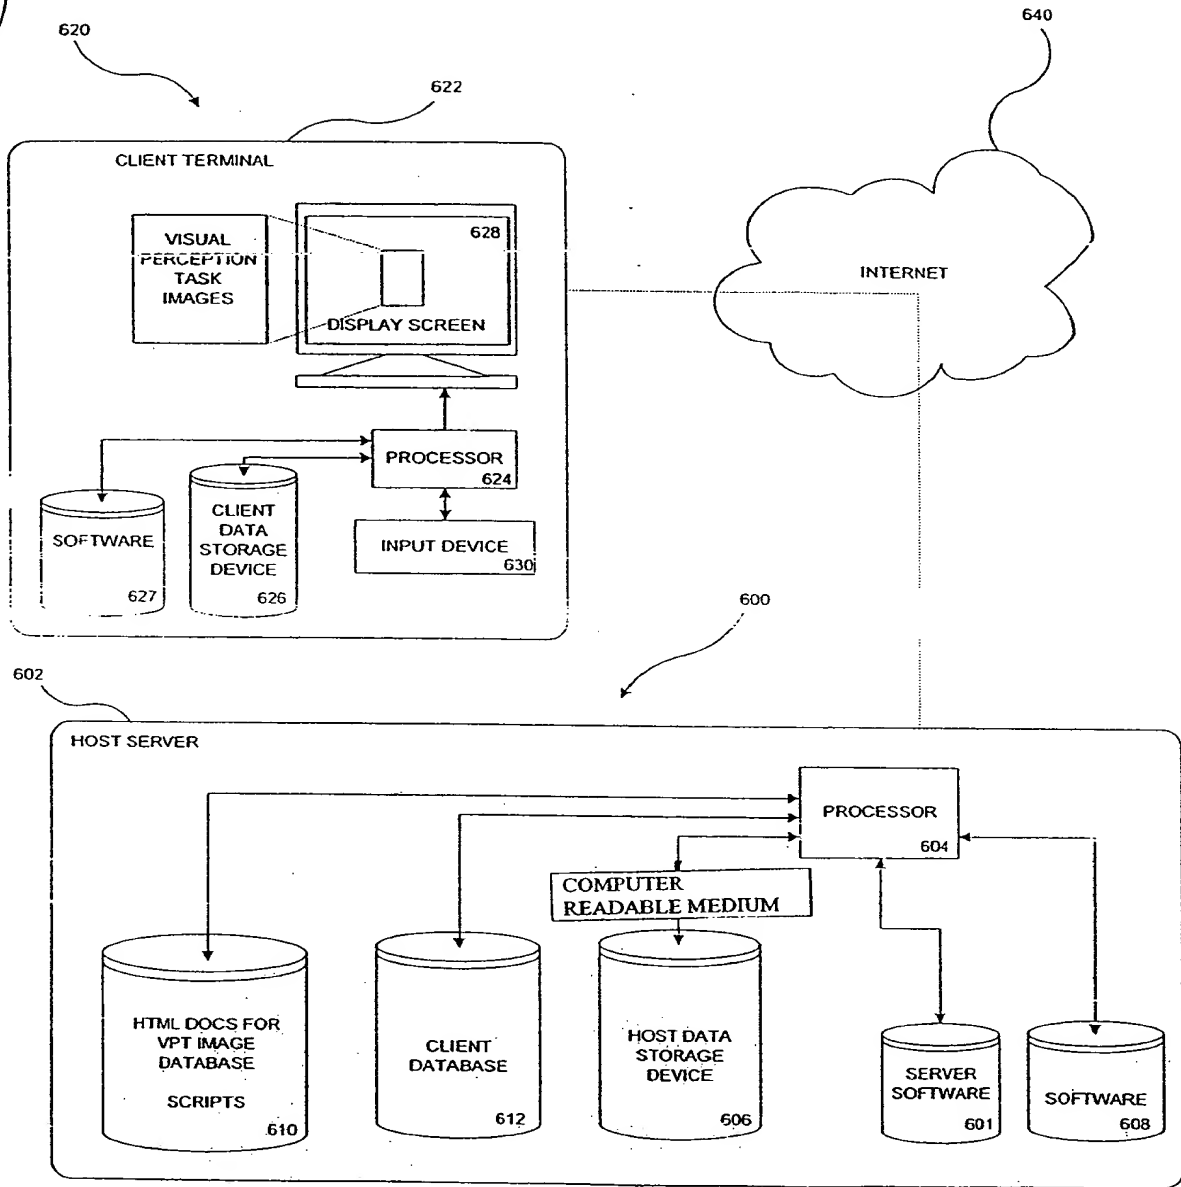 620
640
622
CLIENT TERMINAL
VISUAL
PERCEPTION
TASK
IMAGES
628
DISPLAY SCREEN
INTERNET
PROCESSOR
624
SOFTWARE
627
CLIENT
DATA
STORAGE
DEVICE
626
INPUT DEVICE
630
600
602
HOST SERVER
PROCESSOR
604
COMPUTER
READABLE MEDIUM
HTML DOCS FOR
VPT IMAGE
DATABASE
SCRIPTS
610
CLIENT
DATABASE
612
HOST DATA
STORAGE
DEVICE
606
SERVER
SOFTWARE
601
SOFTWARE
608